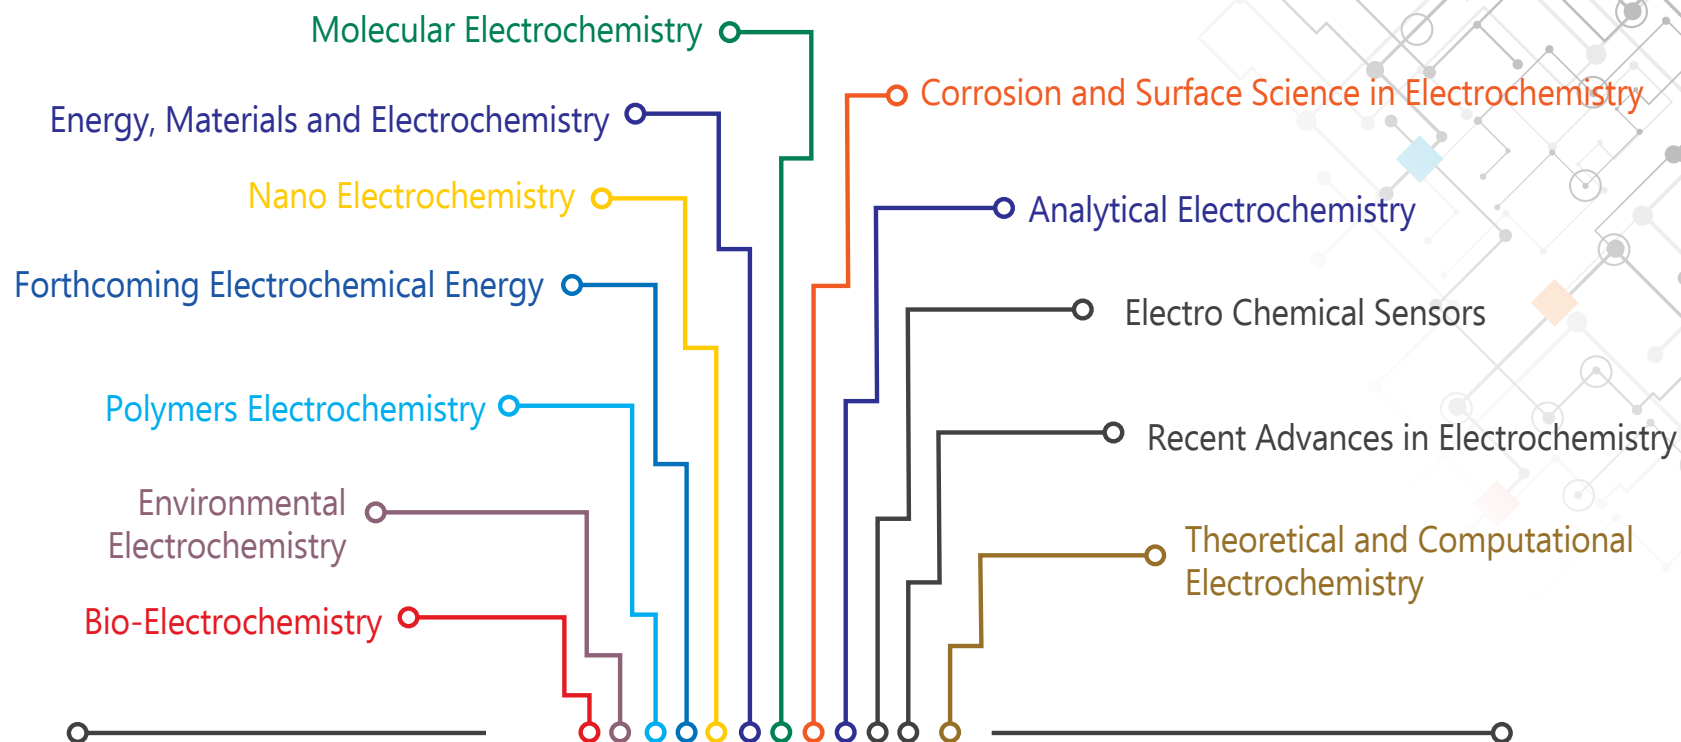 Molecular Electrochemistry
Energy, Materials and Electrochemistry
Nano Electrochemistry
Forthcoming Electrochemical Energy
Polymers Electrochemistry
Environmental
Electrochemistry
Bio-Electrochemistry
Corrosion and Surface Science in Electrochemistry
Analytical Electrochemistry
Electro Chemical Sensors
Recent Advances in Electrochemistry
Theoretical and Computational
Electrochemistry